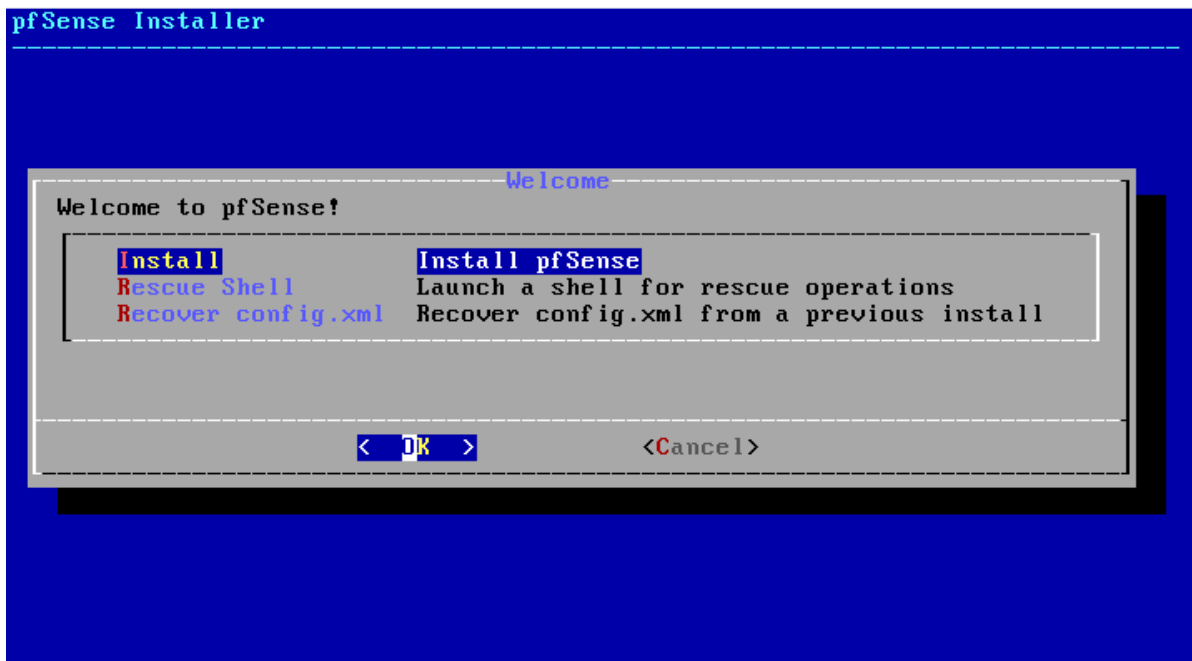 pfSense Installer
Welcome
Welcome to pfSense!
Install Install pfSense
Rescue Shell Launch a shell for rescue operations
Recover config.xml Recover config.xml from a previous install
< OK > <Cancel>